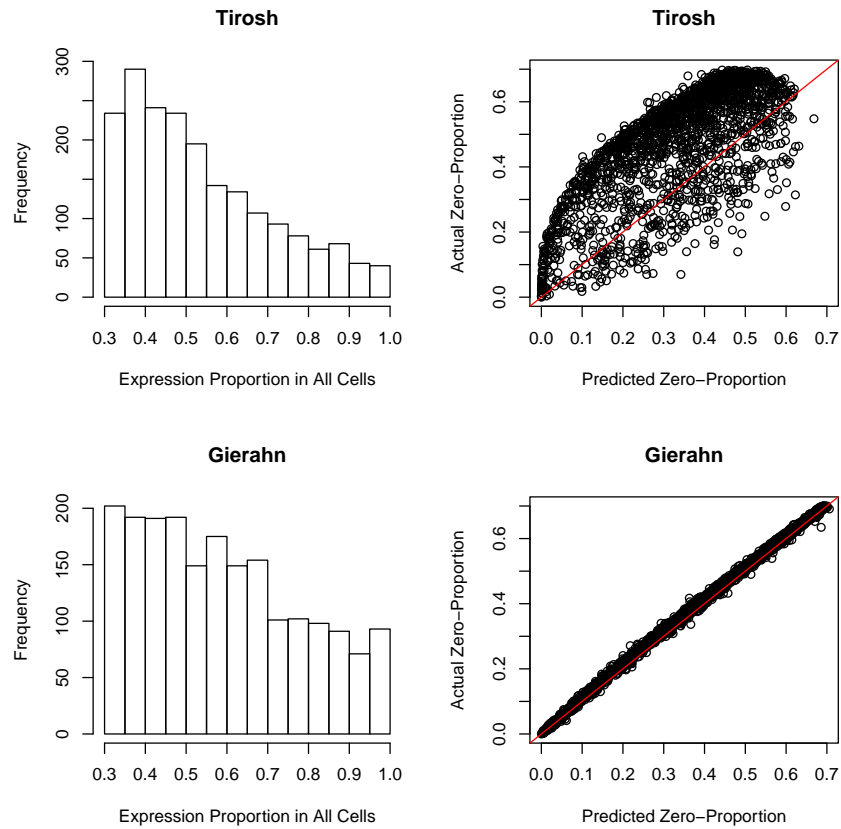 Tirosh
Frequency
0 50 100 200 300
0.3 0.4 0.5 0.6 0.7 0.8 0.9 1.0
Expression Proportion in All Cells
Tirosh
Actual Zero−Proportion
0.0 0.2 0.4 0.6
0.0 0.1 0.2 0.3 0.4 0.5 0.6 0.7
Predicted Zero−Proportion
Gierahn
Frequency
0 50 100 150 200
0.3 0.4 0.5 0.6 0.7 0.8 0.9 1.0
Expression Proportion in All Cells
Gierahn
Actual Zero−Proportion
0.0 0.2 0.4 0.6
0.0 0.1 0.2 0.3 0.4 0.5 0.6 0.7
Predicted Zero−Proportion